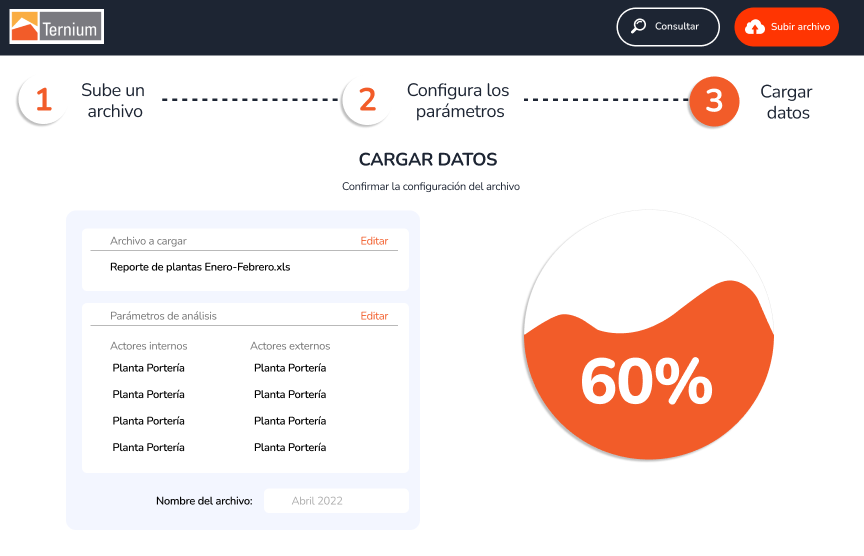 Ternium
Consultar
Subir archivo
1
Sube un
archivo
2
Configura los
parámetros
3
Cargar
datos
CARGAR DATOS
Confirmar la configuración del archivo
Archivo a cargar Editar
Reporte de plantas Enero-Febrero.xls
Parámetros de análisis Editar
Actores internos Actores externos
Planta Portería Planta Portería
Planta Portería Planta Portería
Planta Portería Planta Portería
Planta Portería Planta Portería
Nombre del archivo: Abril 2022
60%